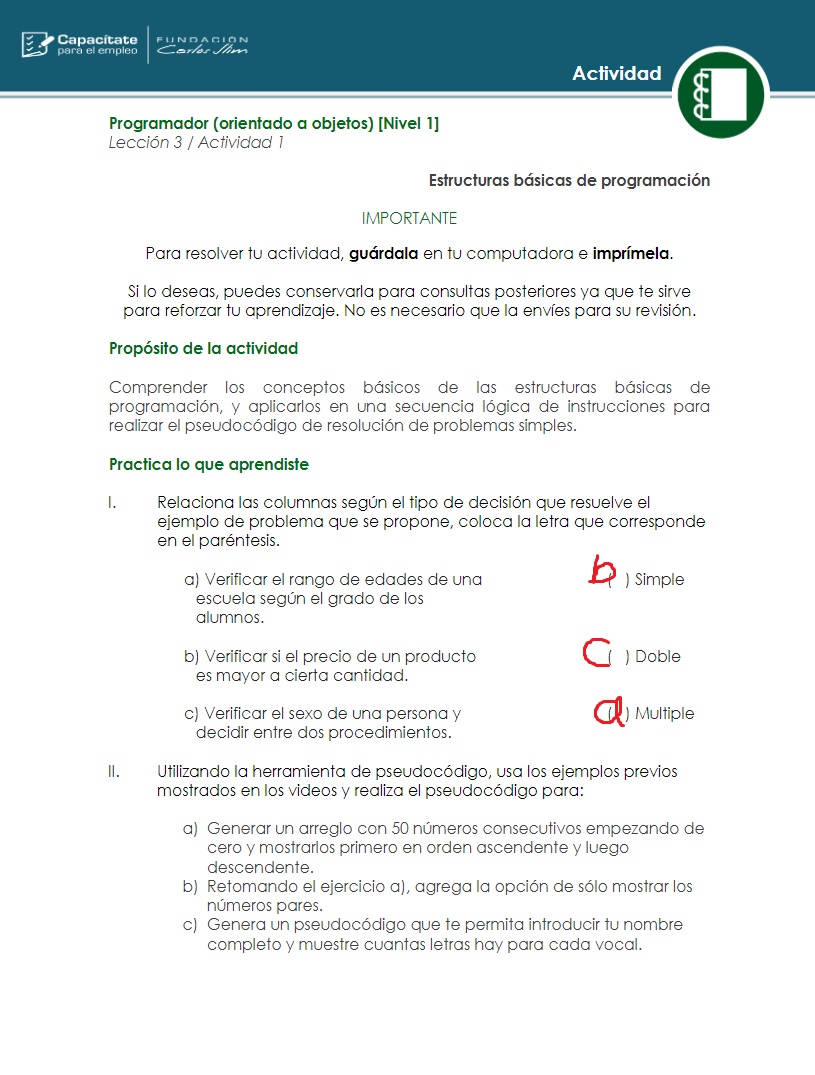 Capacítate
para el empleo
FUNDACIÓN
Carlos Slim
Actividad
Programador (orientado a objetos) [Nivel 1]
Lección 3 / Actividad 1
Estructuras básicas de programación
IMPORTANTE
Para resolver tu actividad, guárdala en tu computadora e imprímela.
Si lo deseas, puedes conservarla para consultas posteriores ya que te sirve
para reforzar tu aprendizaje. No es necesario que la envíes para su revisión.
Propósito de la actividad
Comprender los conceptos básicos de las estructuras básicas de
programación, y aplicarlos en una secuencia lógica de instrucciones para
realizar el pseudocódigo de resolución de problemas simples.
Practica lo que aprendiste
I. Relaciona las columnas según el tipo de decisión que resuelve el
ejemplo de problema que se propone, coloca la letra que corresponde
en el paréntesis.
a) Verificar el rango de edades de una b ( ) Simple
escuela según el grado de los
alumnos.
b) Verificar si el precio de un producto C ( ) Doble
es mayor a cierta cantidad.
c) Verificar el sexo de una persona y a ( ) Multiple
decidir entre dos procedimientos.
II. Utilizando la herramienta de pseudocódigo, usa los ejemplos previos
mostrados en los videos y realiza el pseudocódigo para:
a) Generar un arreglo con 50 números consecutivos empezando de
cero y mostrarlos primero en orden ascendente y luego
descendente.
b) Retomando el ejercicio a), agrega la opción de sólo mostrar los
números pares.
c) Genera un pseudocódigo que te permita introducir tu nombre
completo y muestre cuantas letras hay para cada vocal.